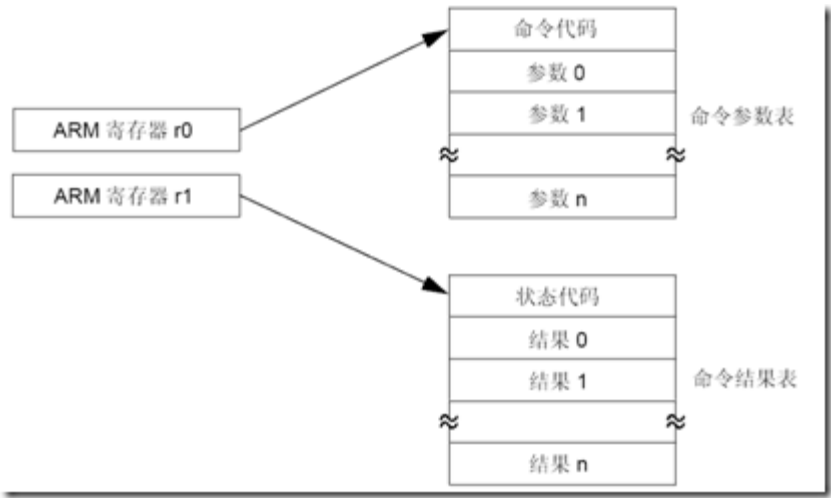 命令代码
参数 0
参数 1
命令参数表
ARM 寄存器 r0
ARM 寄存器 r1
参数 n
状态代码
结果 0
结果 1
命令结果表
结果 n